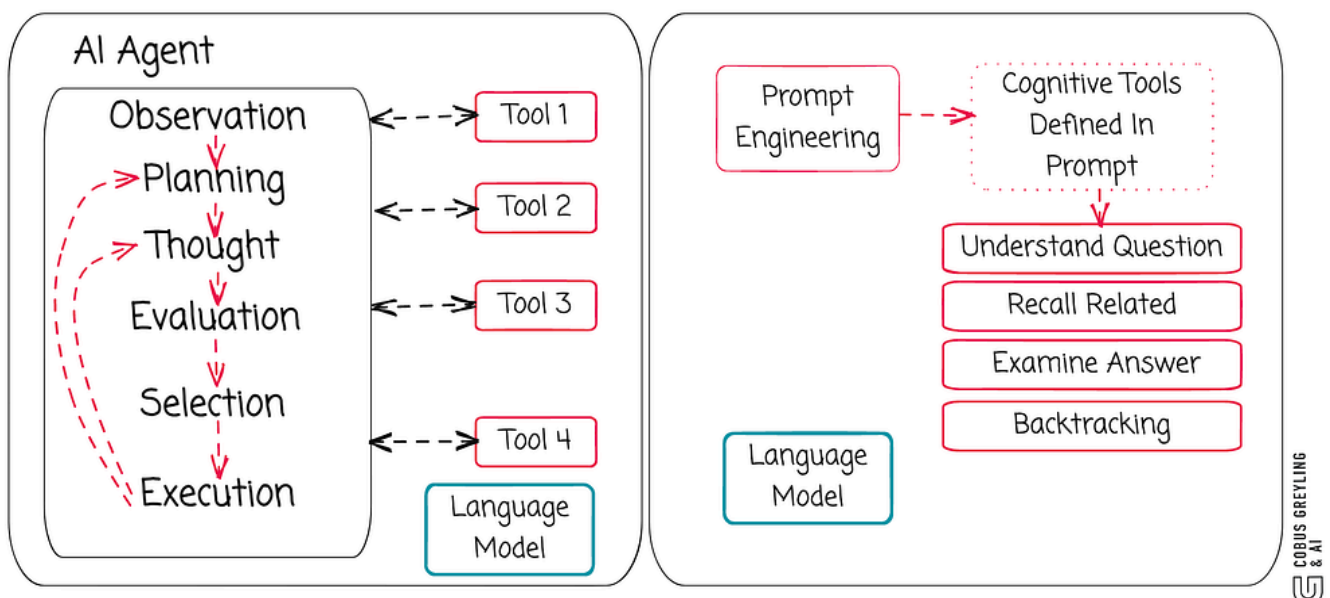 AI Agent
Observation
Planning
Thought
Evaluation
Selection
Execution
Tool 1
Tool 2
Tool 3
Tool 4
Language
Model
Prompt
Engineering
Cognitive Tools
Defined In
Prompt
Understand Question
Recall Related
Examine Answer
Backtracking
Language
Model
COBUS GREYLING
& AI